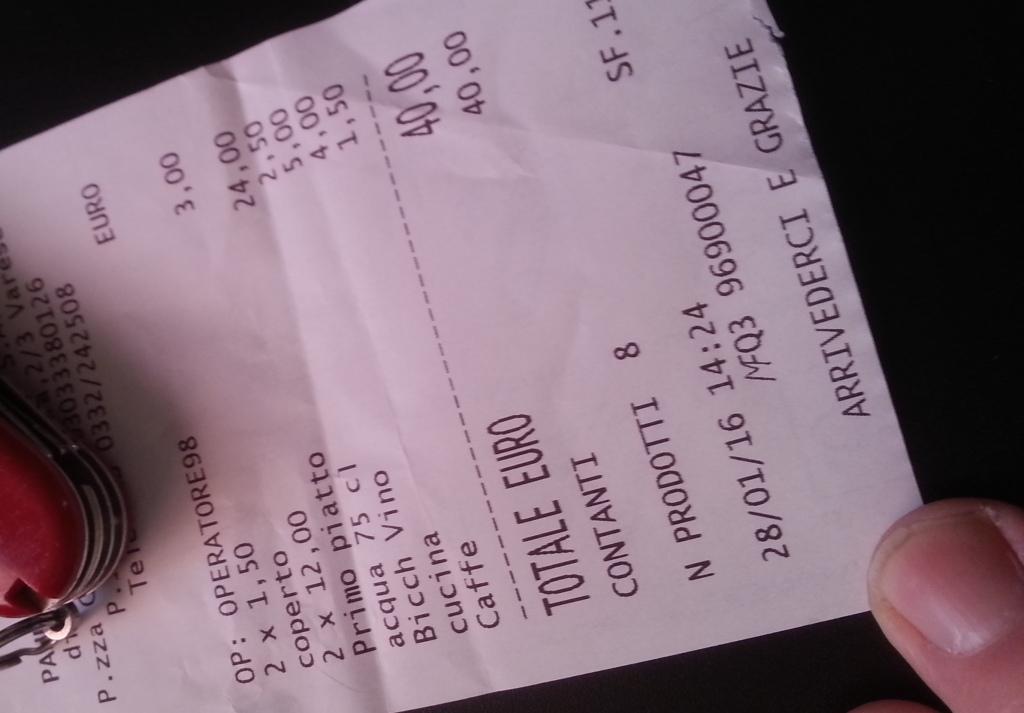 P.zza
0332/242508
EURO
OP: OPERATORE98
2 x 1,50
coperto 3,00
2 x 12,00
Primo piatto 24,00
acqua 75 cl 2,50
Bicch Vino 5,00
cucina 4,00
Caffe 1,50
TOTALE EURO 40,00
CONTANTI 40,00
N PRODOTTI 8
28/01/16 14:24 SF.
MFQ3 96900047
ARRIVEDERCI E GRAZIE